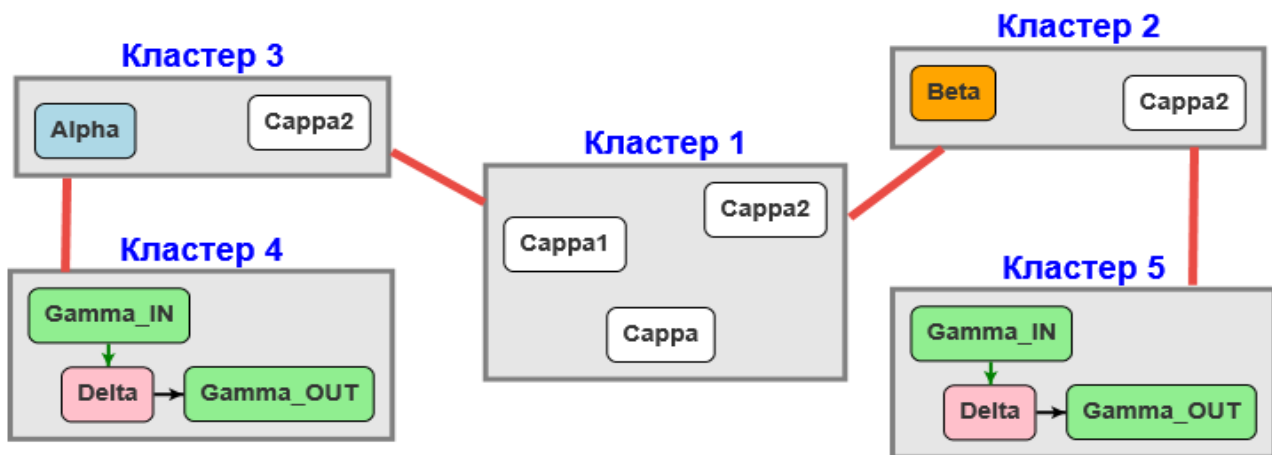 Кластер 3
Alpha
Cappa2
Кластер 4
Gamma_IN
Delta
Gamma_OUT
Кластер 1
Cappa2
Cappa1
Cappa
Кластер 2
Beta
Cappa2
Кластер 5
Gamma_IN
Delta
Gamma_OUT